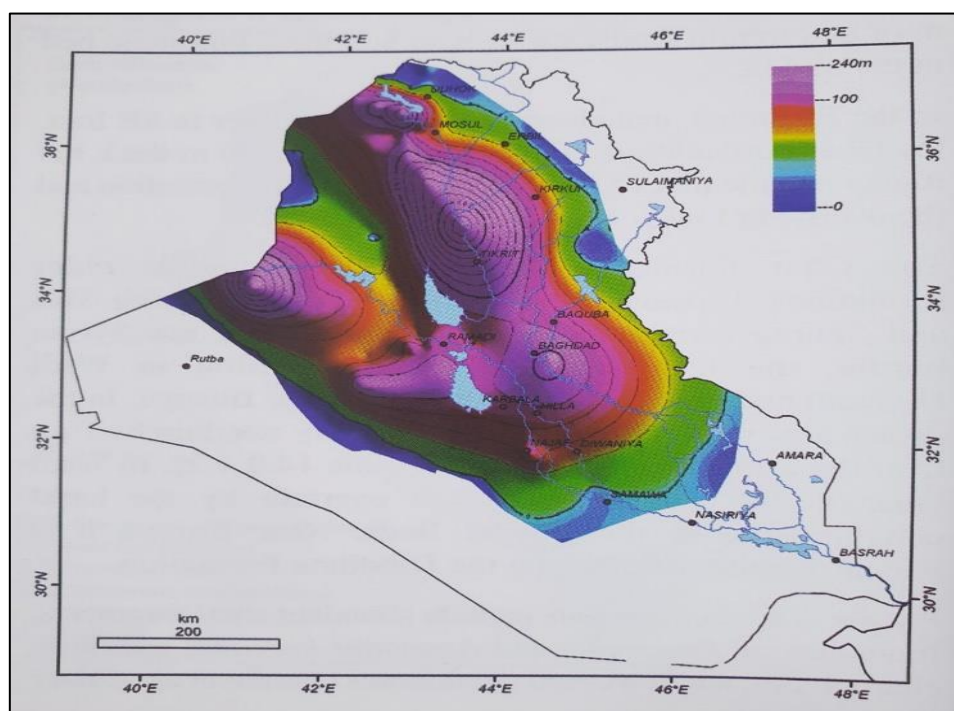 40°E 42°E 44°E 46°E 48°E
---240m
---100
---0
36°N
36°N
34°N
34°N
32°N
32°N
30°N
30°N
DUHOK
MOSUL
ERBIL
SULAIMANIYA
KIRKUK
TIKRIT
BAQUBA
RAMADI
BAGHDAD
Rutba
KARBALA
HILLA
NAJAF
DIWANIYA
AMARA
SAMAWA
NASIRIYA
BASRAH
km
200
40°E 42°E 44°E 46°E 48°E